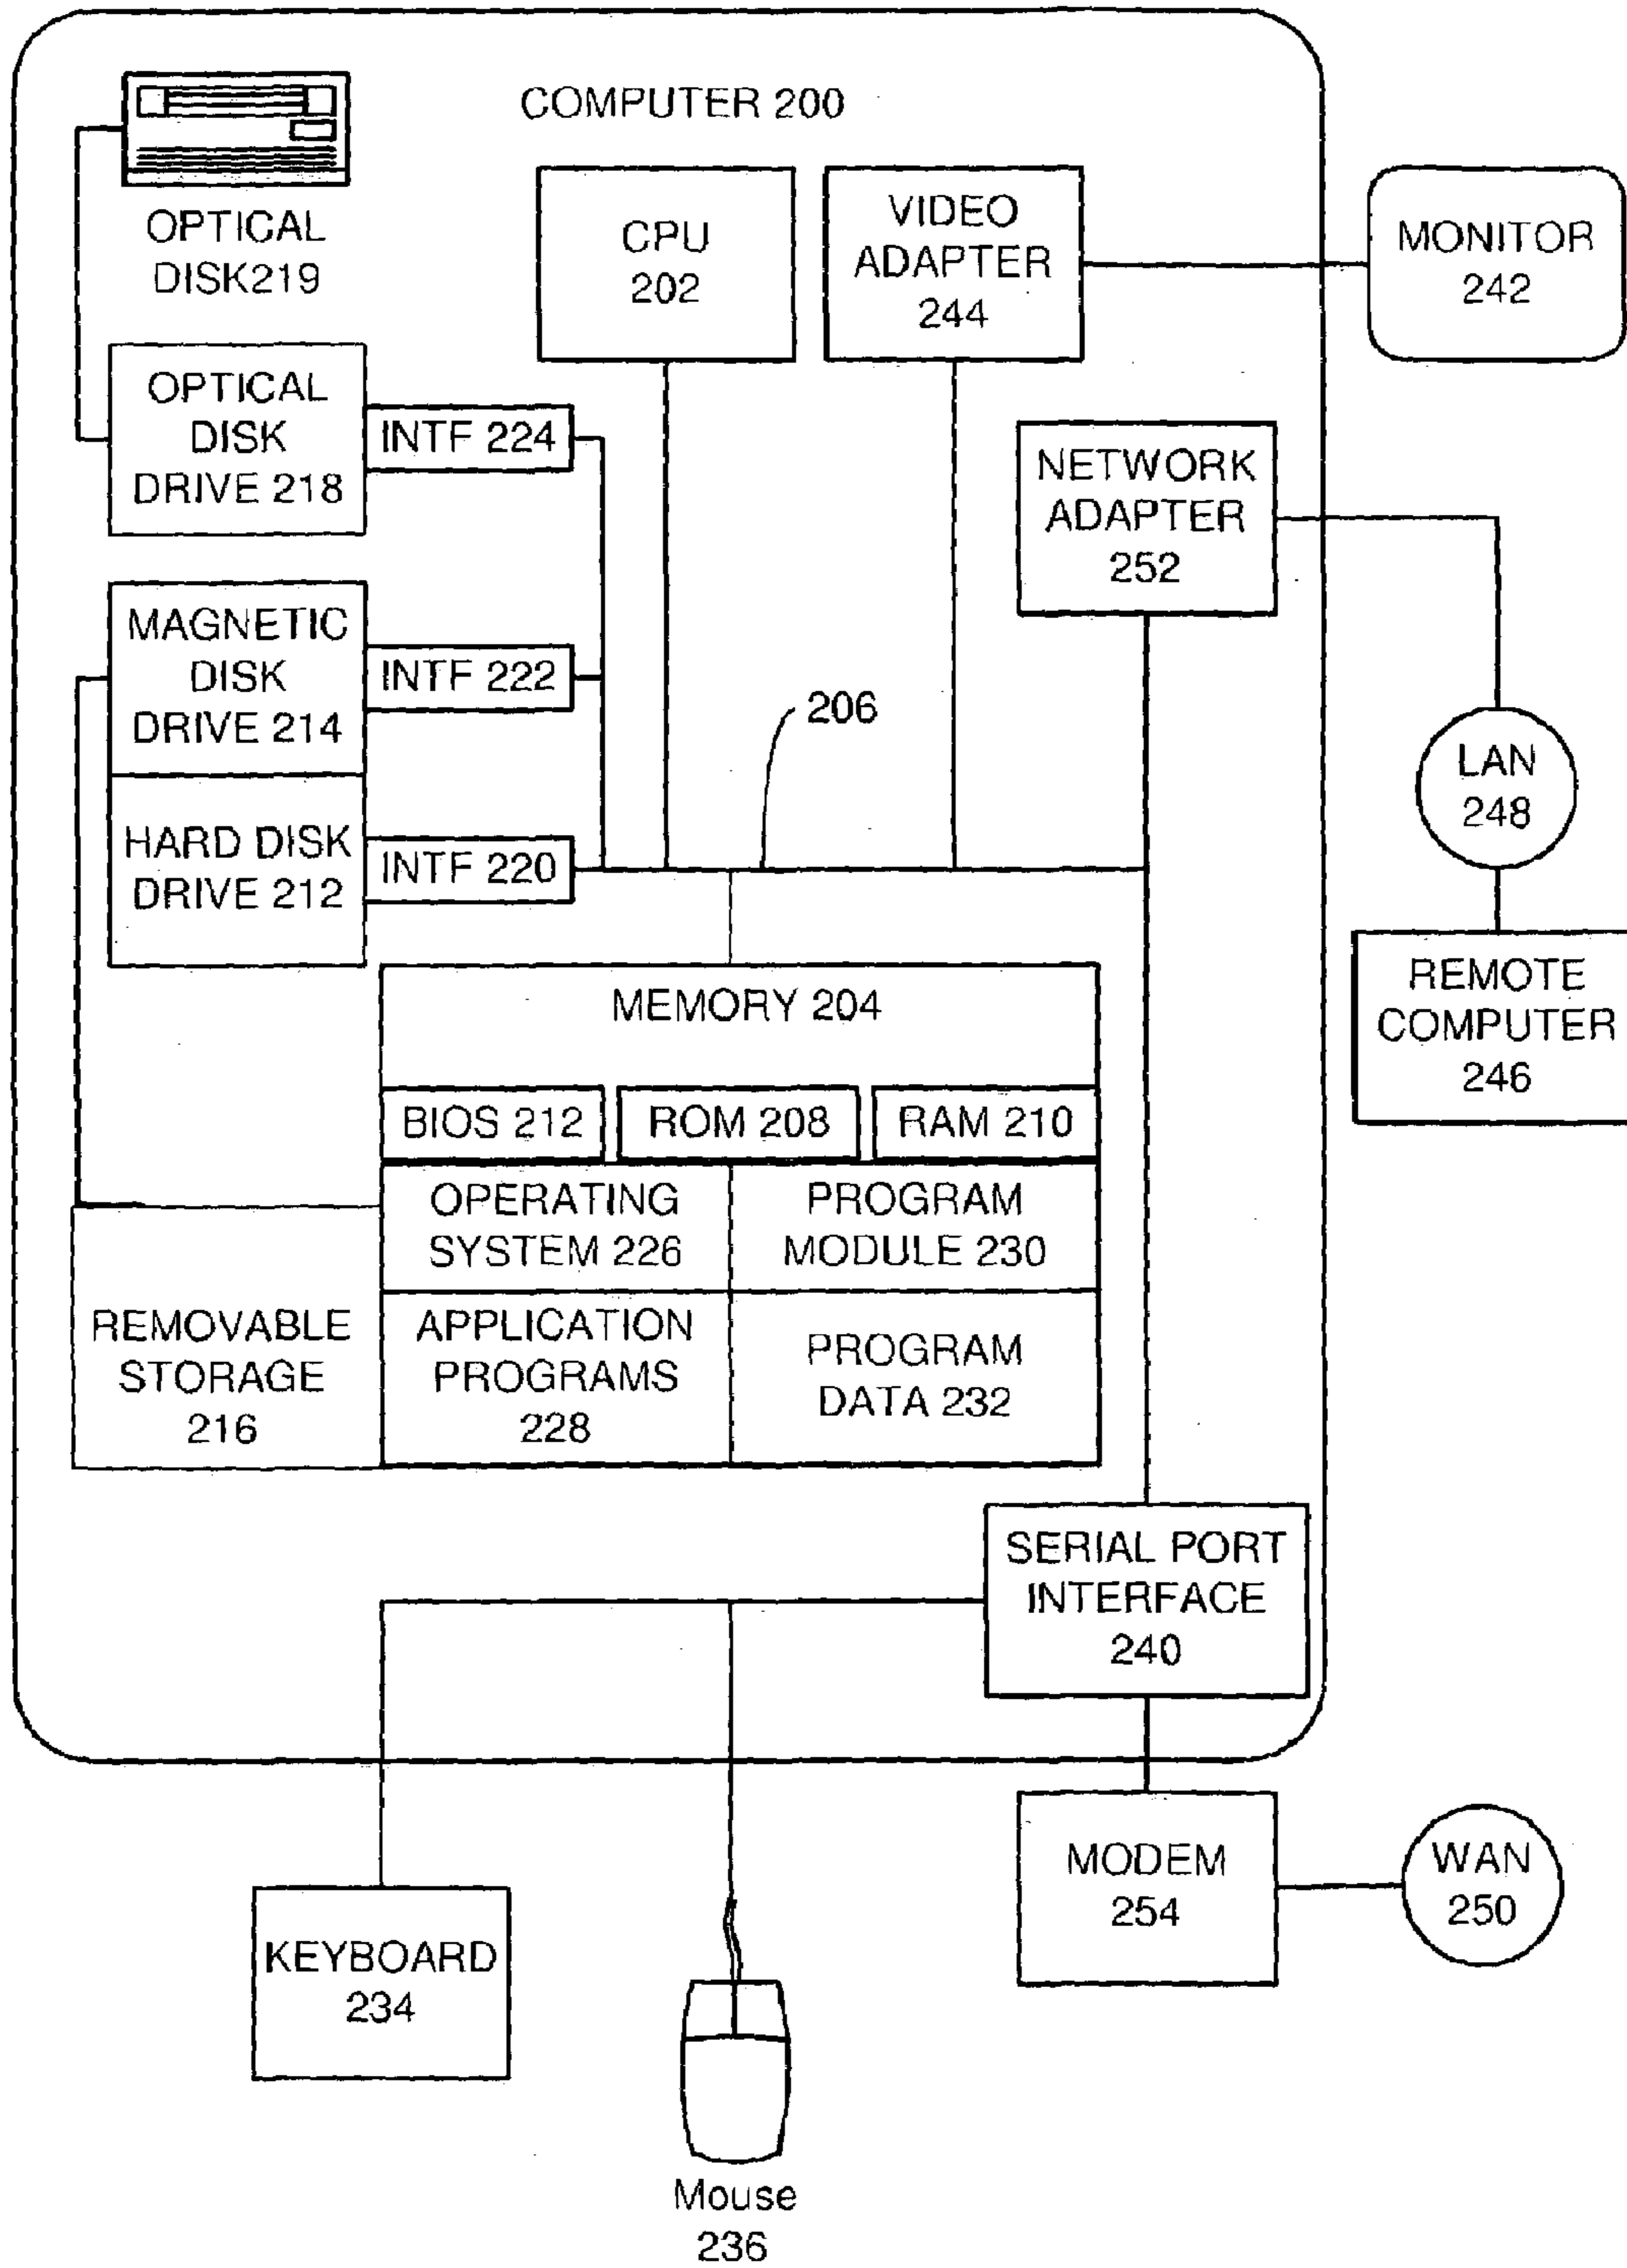 COMPUTER 200
OPTICAL
DISK219
CPU
202
VIDEO
ADAPTER
244
MONITOR
242
OPTICAL
DISK
DRIVE 218
INTF 224
NETWORK
ADAPTER
252
MAGNETIC
DISK
DRIVE 214
INTF 222
206
LAN
248
HARD DISK
DRIVE 212
INTF 220
REMOTE
COMPUTER
246
MEMORY 204
BIOS 212
ROM 208
RAM 210
OPERATING
SYSTEM 226
PROGRAM
MODULE 230
REMOVABLE
STORAGE
216
APPLICATION
PROGRAMS
228
PROGRAM
DATA 232
SERIAL PORT
INTERFACE
240
MODEM
254
WAN
250
KEYBOARD
234
Mouse
236